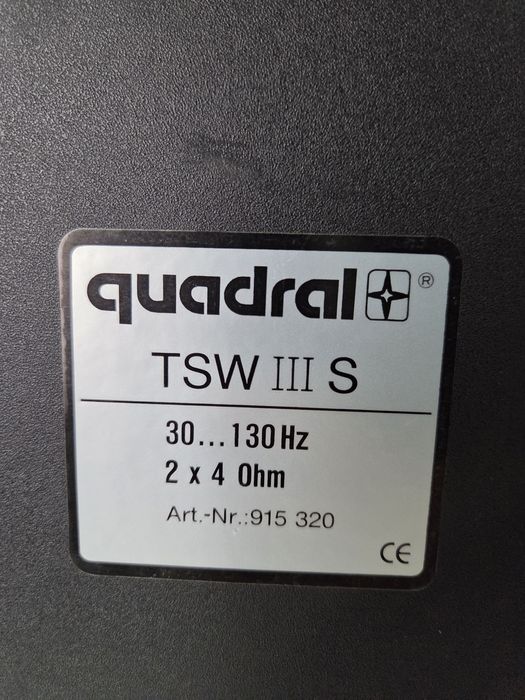 quadral ®
TSW III S
30...130 Hz
2 x 4 Ohm
Art.-Nr.:915 320
CE